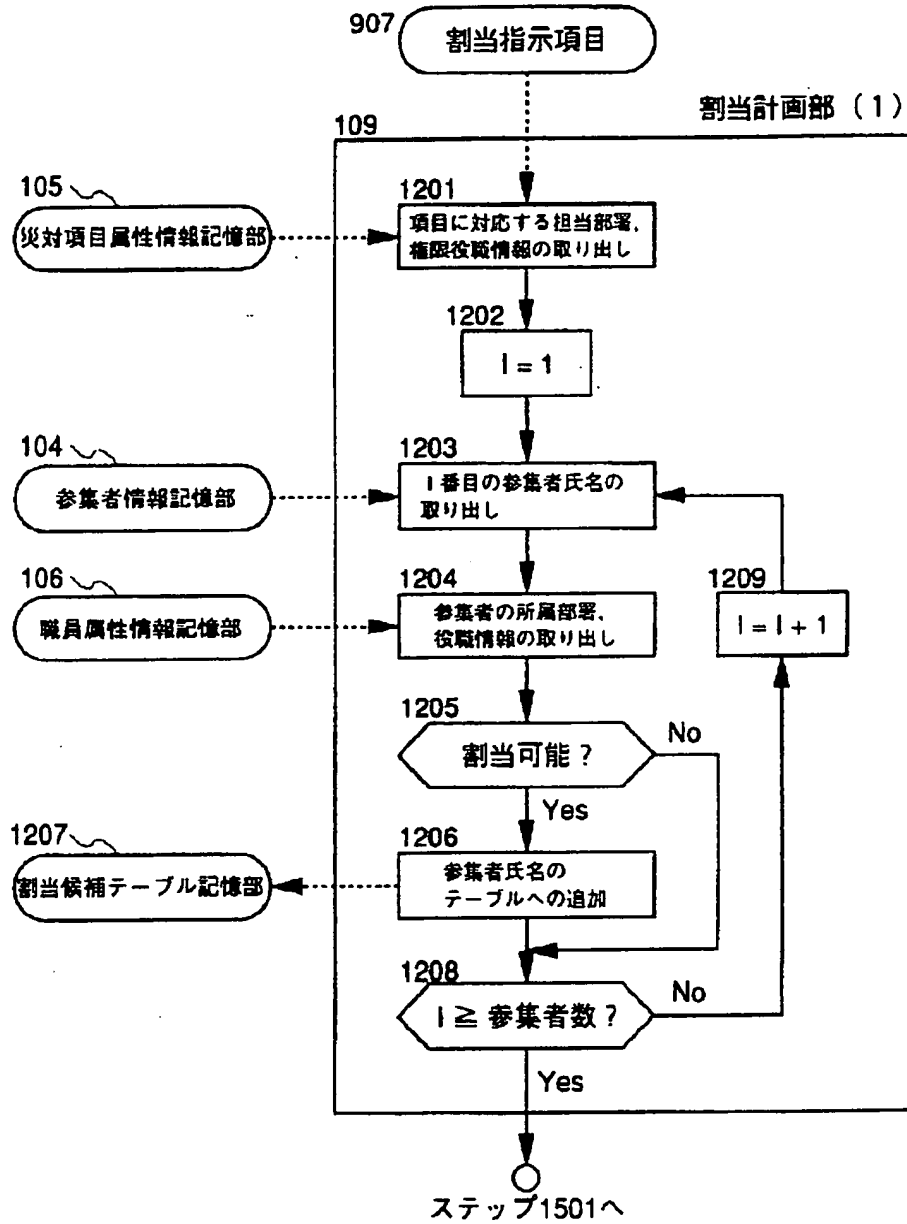 907
割当指示項目
割当計画部（1）
109
105
災対項目属性情報記憶部
1201
項目に対応する担当部署、
権限役職情報の取り出し
1202
I = 1
104
参集者情報記憶部
1203
I 番目の参集者氏名の
取り出し
106
職員属性情報記憶部
1204
参集者の所属部署、
役職情報の取り出し
1209
I = I + 1
1205
割当可能？
No
Yes
1207
割当候補テーブル記憶部
1206
参集者氏名の
テーブルへの追加
1208
I ≧ 参集者数？
No
Yes
ステップ1501へ